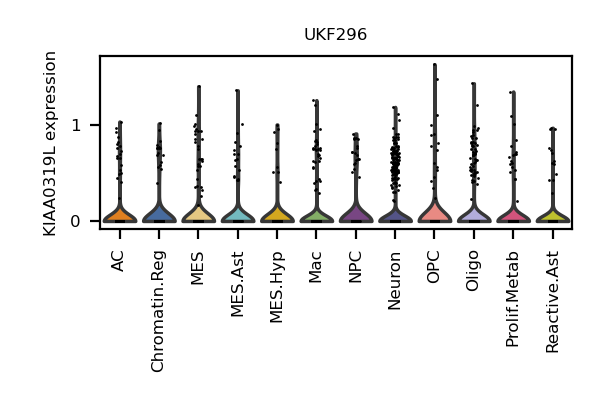 UKF296
KIAA0319L expression
1
0
AC
Chromatin.Reg
MES
MES.Ast
MES.Hyp
Mac
NPC
Neuron
OPC
Oligo
Prolif.Metab
Reactive.Ast